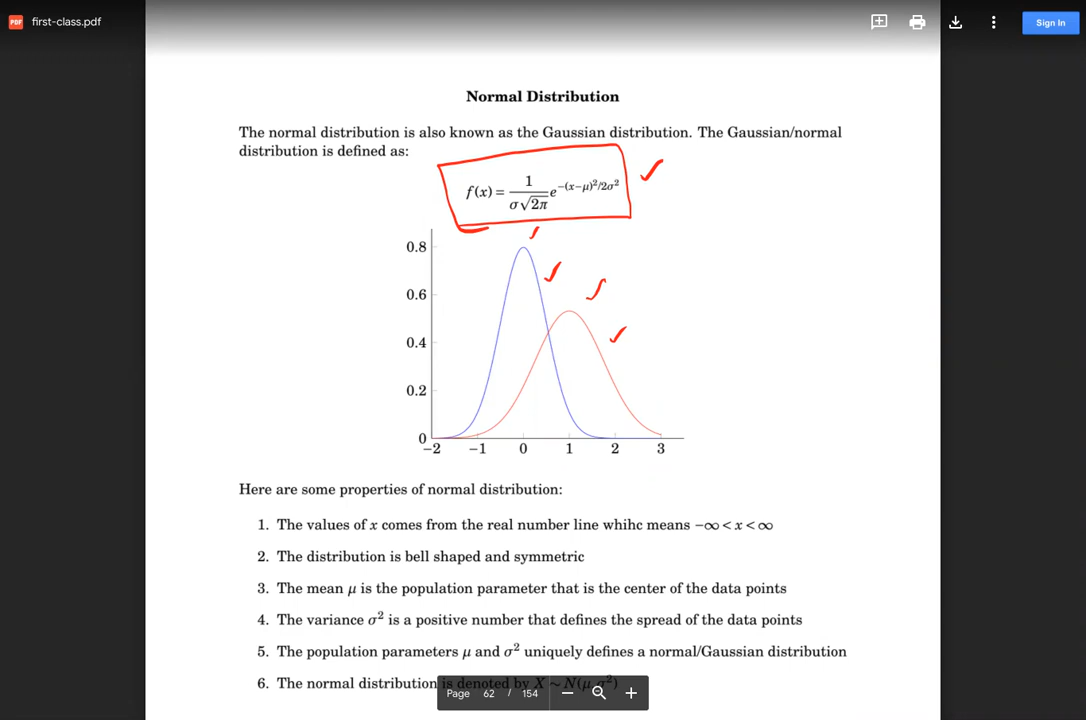 first-class.pdf
Sign In
Normal Distribution
The normal distribution is also known as the Gaussian distribution. The Gaussian/normal
distribution is defined as:
f(x) = 1/(σ√2π) e^−(x−μ)²/2σ²
0.8
0.6
0.4
0.2
0
−2 −1 0 1 2 3
Here are some properties of normal distribution:
1. The values of x comes from the real number line whihc means −∞ < x < ∞
2. The distribution is bell shaped and symmetric
3. The mean μ is the population parameter that is the center of the data points
4. The variance σ² is a positive number that defines the spread of the data points
5. The population parameters μ and σ² uniquely defines a normal/Gaussian distribution
6. The normal distribution is denoted by X ~ N(μ, σ²)
Page 62 / 154